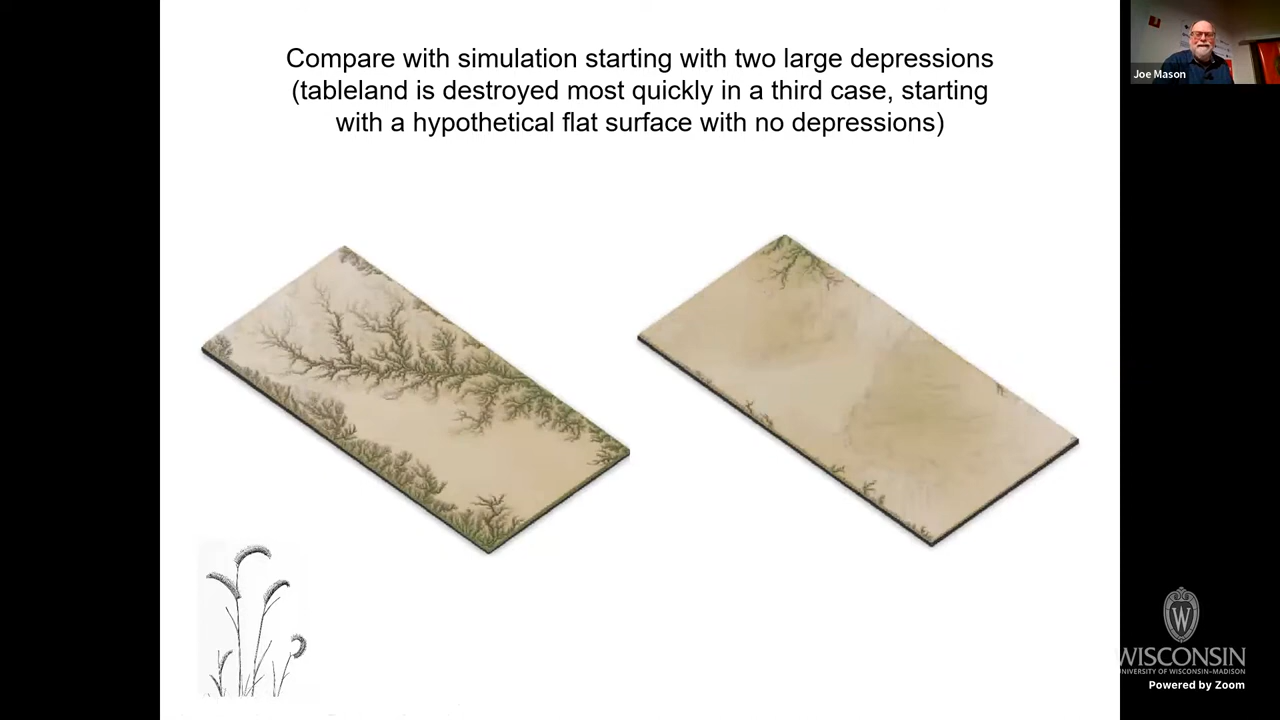 Compare with simulation starting with two large depressions
(tableland is destroyed most quickly in a third case, starting
with a hypothetical flat surface with no depressions)
Joe Mason
W
WISCONSIN
UNIVERSITY OF WISCONSIN–MADISON
Powered by Zoom